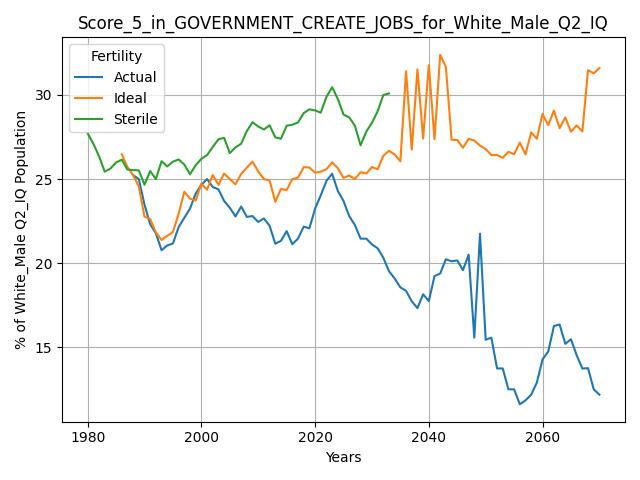 Score_5_in_GOVERNMENT_CREATE_JOBS_for_White_Male_Q2_IQ
Fertility
Actual
Ideal
Sterile
% of White_Male Q2_IQ Population
30
25
20
15
1980
2000
2020
2040
2060
Years